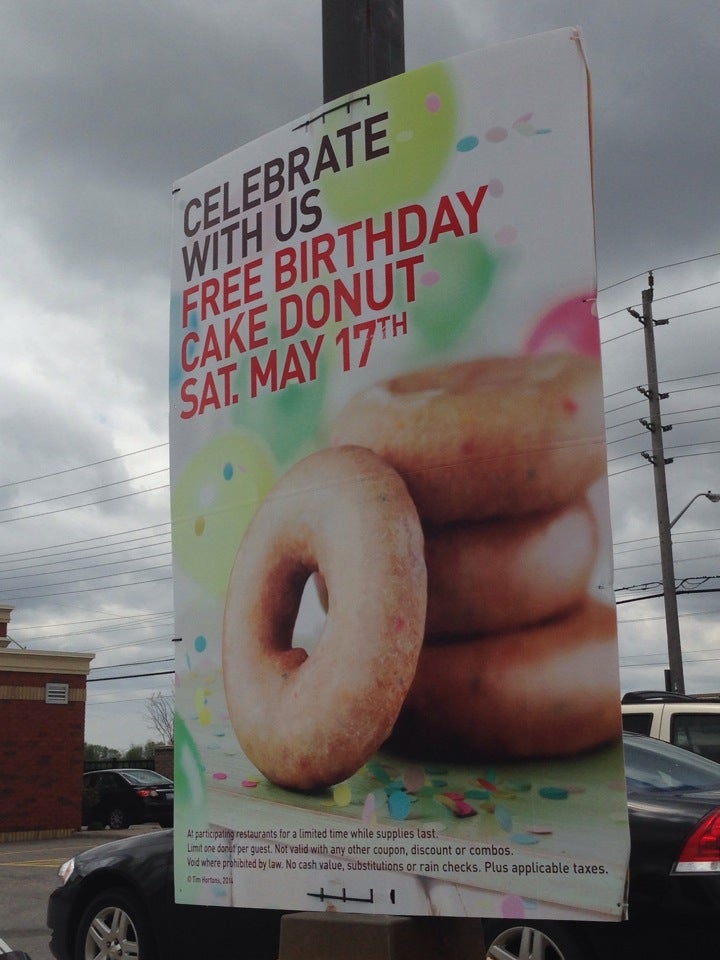 CELEBRATE
WITH US
FREE BIRTHDAY
CAKE DONUT
SAT. MAY 17TH
At participating restaurants for a limited time while supplies last.
Limit one donut per guest. Not valid with any other coupon, discount or combos.
Void where prohibited by law. No cash value, substitutions or rain checks. Plus applicable taxes.
© Tim Hortons, 2014